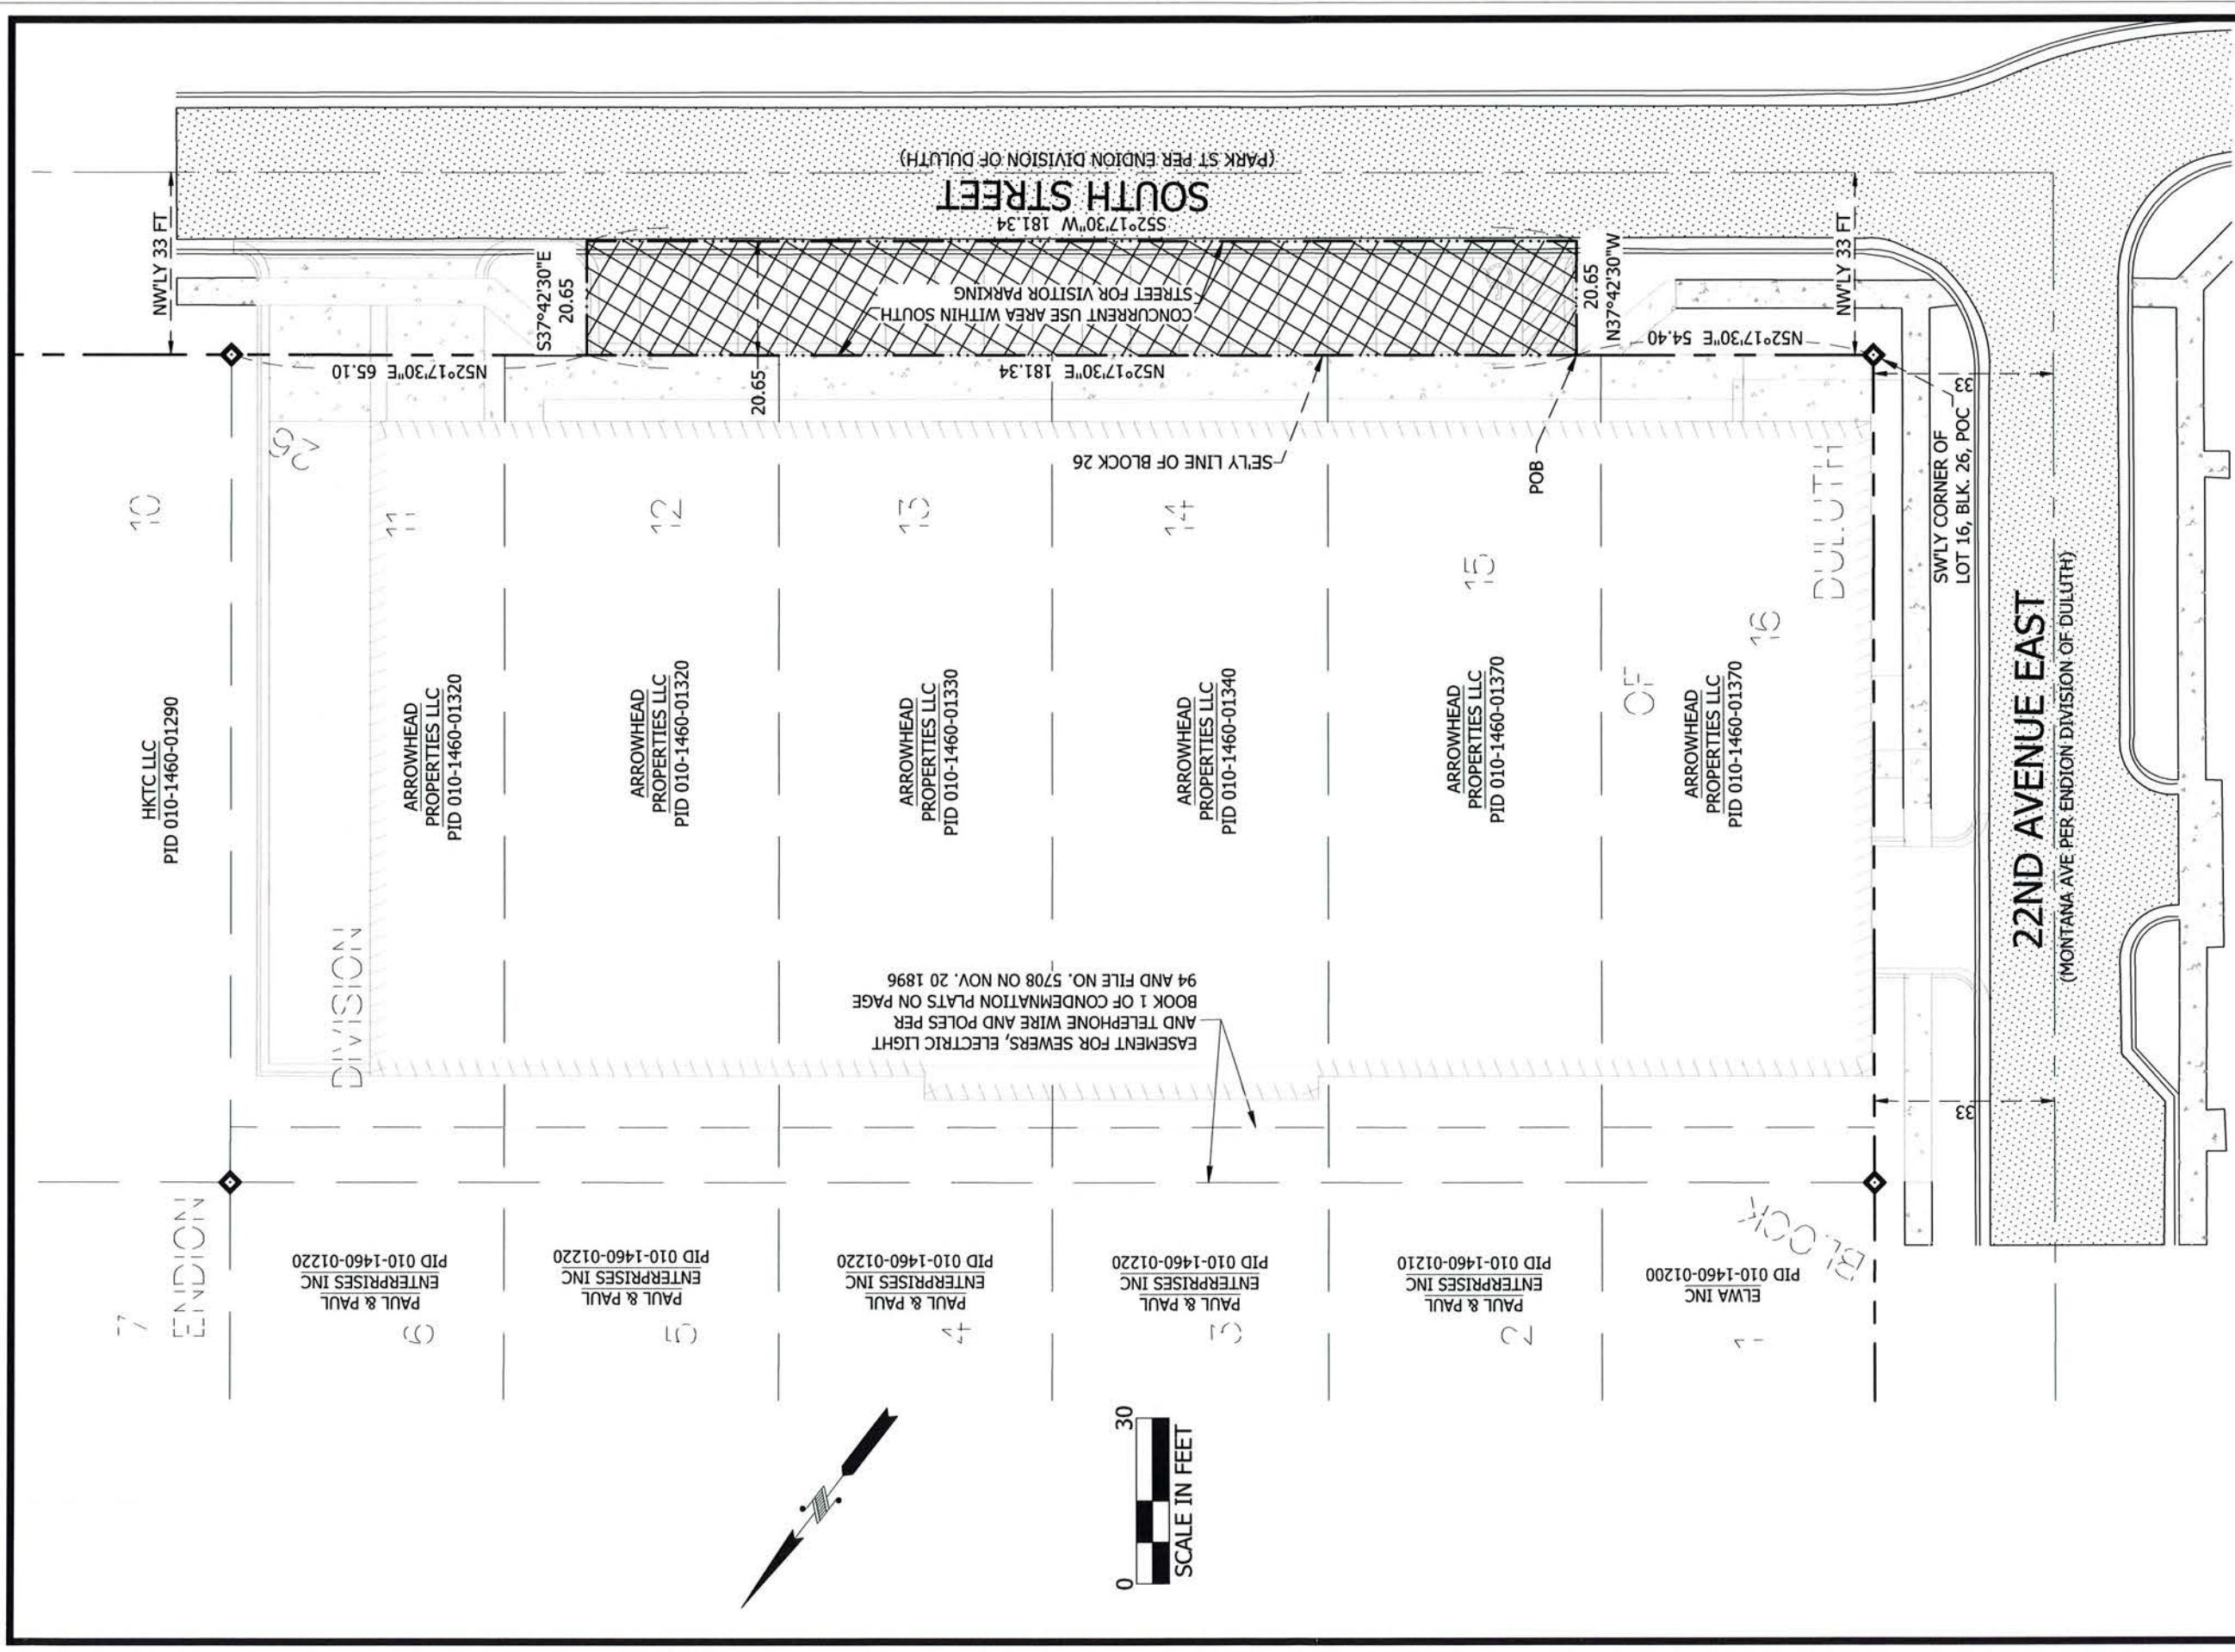 (PARK ST PER ENDION DIVISION OF DULUTH)
SOUTH STREET
S52°17'30"W 181.34
NW'LY 33 FT
NW'LY 33 FT
S37°42'30"E
20.65
CONCURRENT USE AREA WITHIN SOUTH
STREET FOR VISITOR PARKING
20.65
N37°42'30"W
N52°17'30"E 65.10
20.65
N52°17'30"E 181.34
N52°17'30"E 54.40
SE'LY LINE OF BLOCK 26
POB
SW'LY CORNER OF
LOT 16, BLK. 26, POC
33
10
11
12
13
14
15
16
DULUTH
OF
HKTC LLC
PID 010-1460-01290
ARROWHEAD
PROPERTIES LLC
PID 010-1460-01320
ARROWHEAD
PROPERTIES LLC
PID 010-1460-01320
ARROWHEAD
PROPERTIES LLC
PID 010-1460-01330
ARROWHEAD
PROPERTIES LLC
PID 010-1460-01340
ARROWHEAD
PROPERTIES LLC
PID 010-1460-01370
ARROWHEAD
PROPERTIES LLC
PID 010-1460-01370
22ND AVENUE EAST
(MONTANA AVE PER ENDION DIVISION OF DULUTH)
DIVISION
EASEMENT FOR SEWERS, ELECTRIC LIGHT
AND TELEPHONE WIRE AND POLES PER
BOOK 1 OF CONDEMNATION PLATS ON PAGE
94 AND FILE NO. 5708 ON NOV. 20 1896
33
ENDION
BLOCK
PAUL & PAUL
ENTERPRISES INC
PID 010-1460-01220
PAUL & PAUL
ENTERPRISES INC
PID 010-1460-01220
PAUL & PAUL
ENTERPRISES INC
PID 010-1460-01220
PAUL & PAUL
ENTERPRISES INC
PID 010-1460-01220
PAUL & PAUL
ENTERPRISES INC
PID 010-1460-01210
ELWA INC
PID 010-1460-01200
7
6
5
4
3
2
1
0
30
SCALE IN FEET